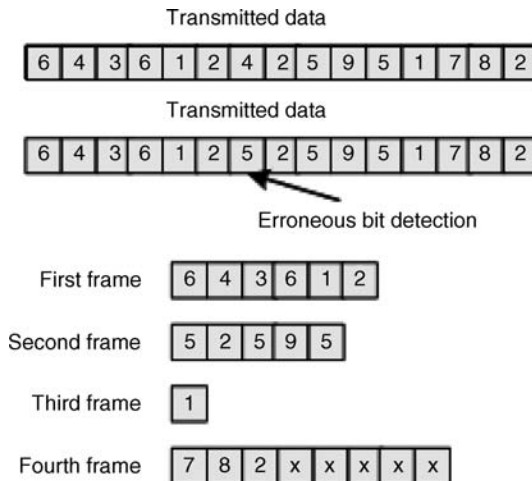 Transmitted data
6 4 3 6 1 2 4 2 5 9 5 1 7 8 2
Transmitted data
6 4 3 6 1 2 5 2 5 9 5 1 7 8 2
Erroneous bit detection
First frame 6 4 3 6 1 2
Second frame 5 2 5 9 5
Third frame 1
Fourth frame 7 8 2 x x x x x